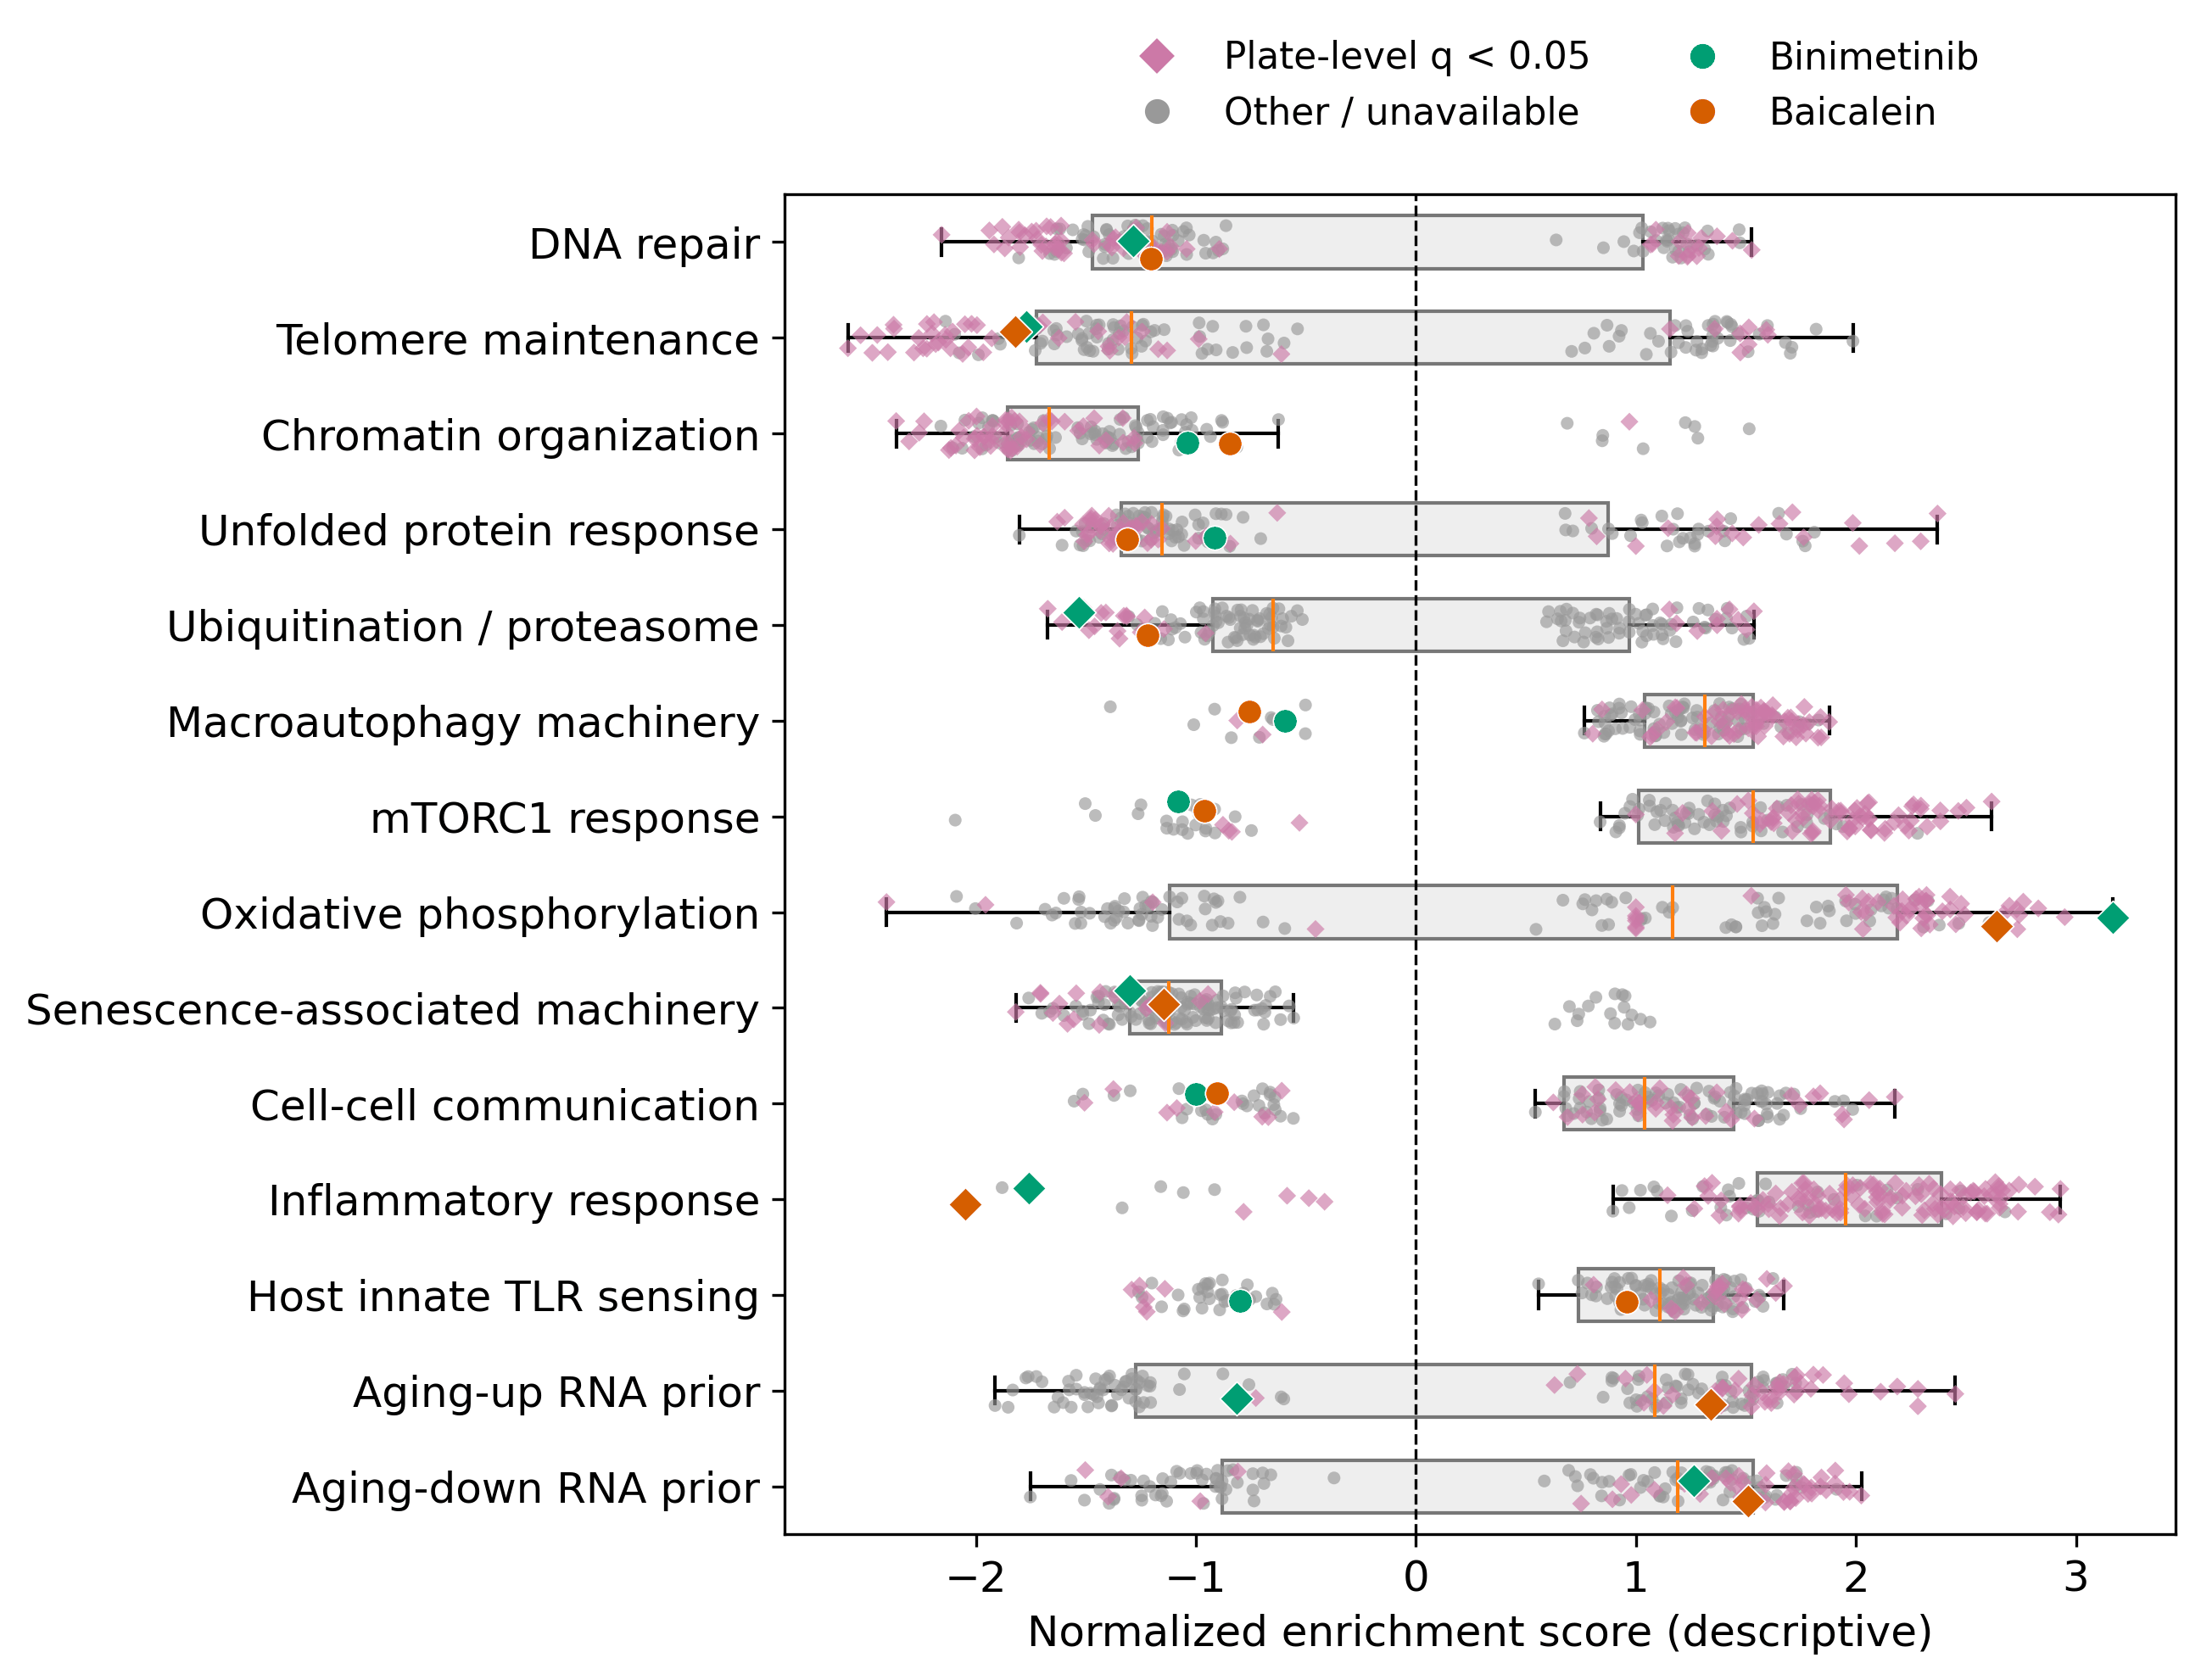 Plate-level q < 0.05
Other / unavailable
Binimetinib
Baicalein
DNA repair
Telomere maintenance
Chromatin organization
Unfolded protein response
Ubiquitination / proteasome
Macroautophagy machinery
mTORC1 response
Oxidative phosphorylation
Senescence-associated machinery
Cell-cell communication
Inflammatory response
Host innate TLR sensing
Aging-up RNA prior
Aging-down RNA prior
−2 −1 0 1 2 3
Normalized enrichment score (descriptive)